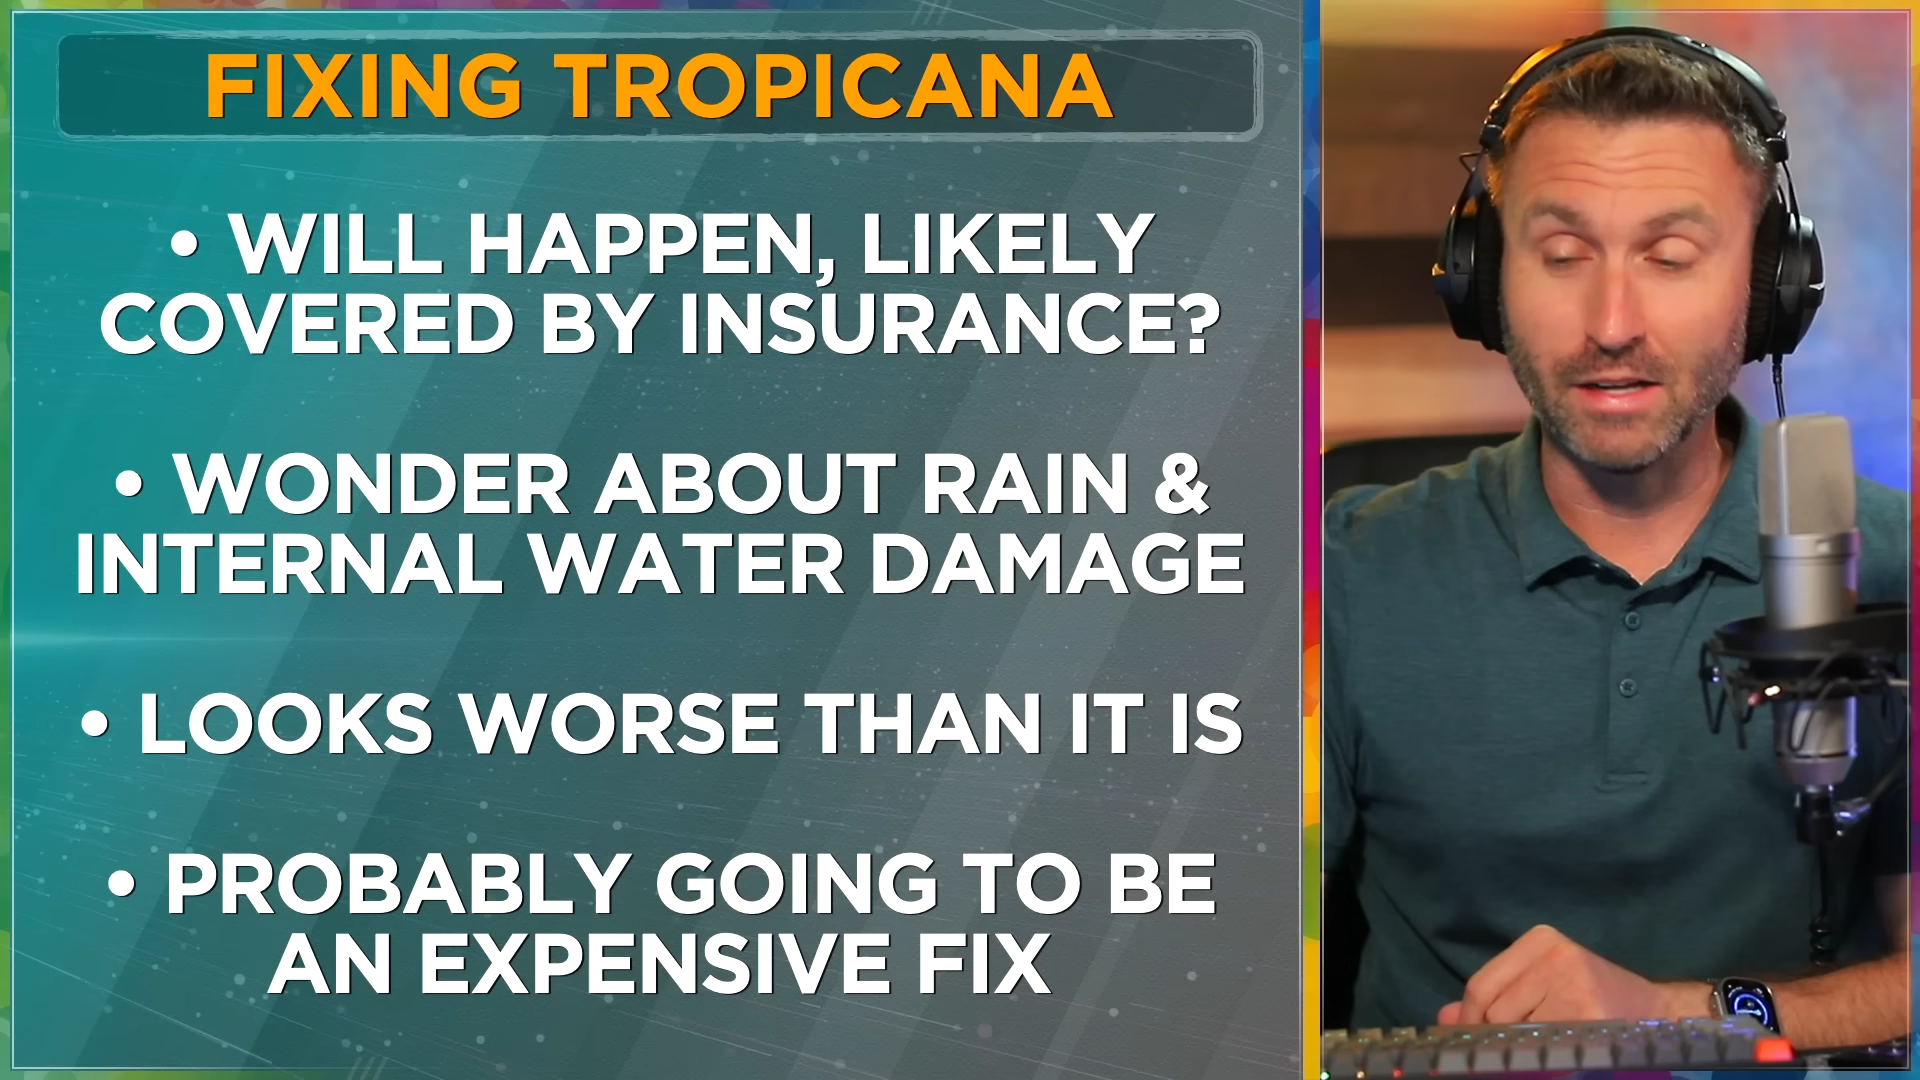 FIXING TROPICANA
• WILL HAPPEN, LIKELY
COVERED BY INSURANCE?
• WONDER ABOUT RAIN &
INTERNAL WATER DAMAGE
• LOOKS WORSE THAN IT IS
• PROBABLY GOING TO BE
AN EXPENSIVE FIX